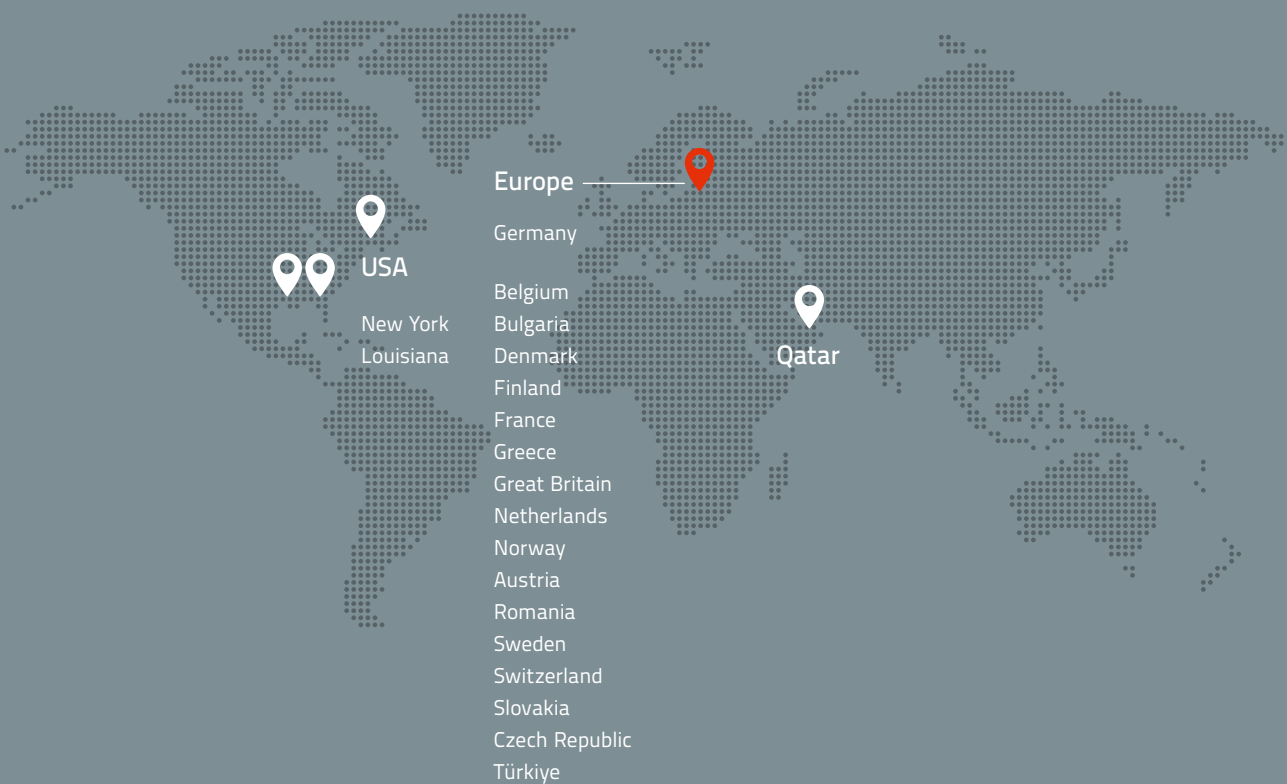 USA
New York
Louisiana
Europe
Germany
Belgium
Bulgaria
Denmark
Finland
France
Greece
Great Britain
Netherlands
Norway
Austria
Romania
Sweden
Switzerland
Slovakia
Czech Republic
Türkiye
Qatar